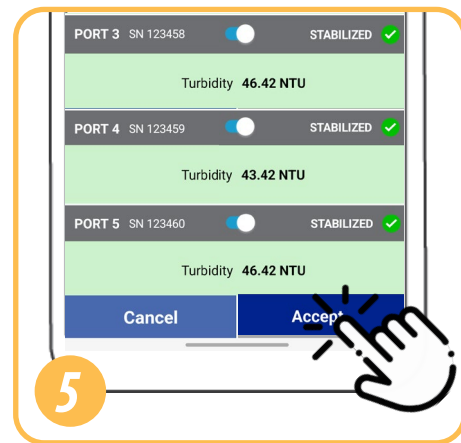 PORT 3 SN 123458 STABILIZED
Turbidity 46.42 NTU
PORT 4 SN 123459 STABILIZED
Turbidity 43.42 NTU
PORT 5 SN 123460 STABILIZED
Turbidity 46.42 NTU
Cancel Accept
5